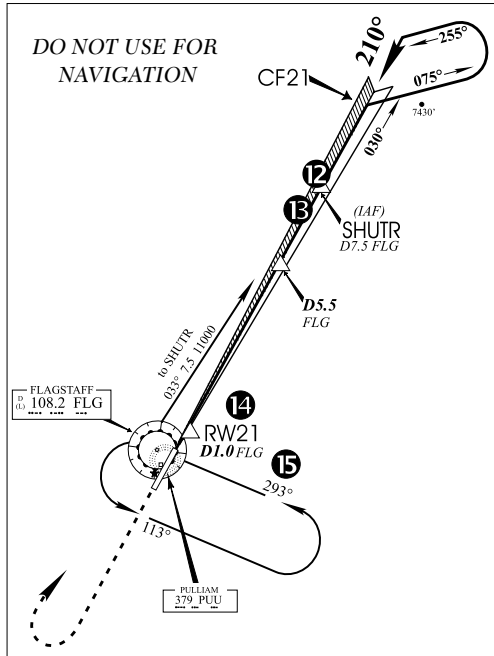 DO NOT USE FOR
NAVIGATION
210°
255°
075°
CF21
7430'
030°
12
13
(IAF)
SHUTR
D7.5 FLG
D5.5
FLG
to SHUTR
033° 7.5 11000
FLAGSTAFF
D
(L) 108.2 FLG
14
RW21
D1.0 FLG
15
293°
113°
PULLIAM
379 PUU